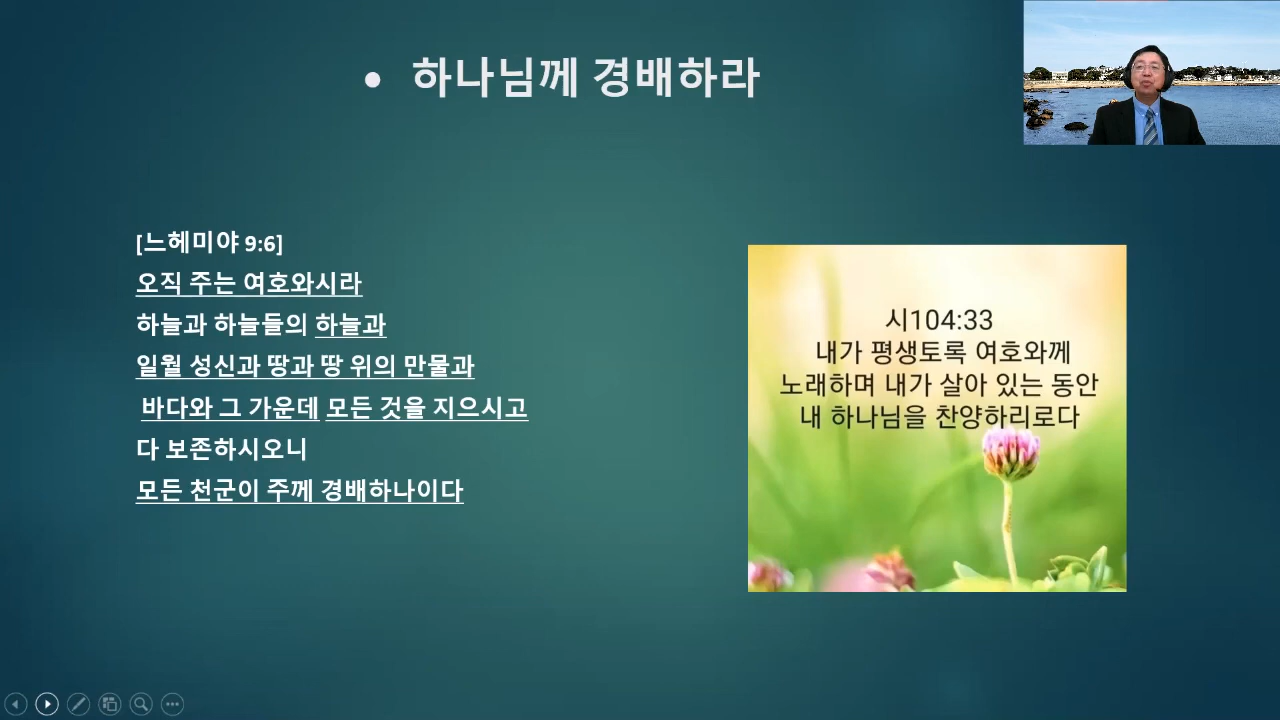 • 하나님께 경배하라
[느헤미야 9:6]
오직 주는 여호와시라
하늘과 하늘들의 하늘과
일월 성신과 땅과 땅 위의 만물과
바다와 그 가운데 모든 것을 지으시고
다 보존하시오니
모든 천군이 주께 경배하나이다
시104:33
내가 평생토록 여호와께
노래하며 내가 살아 있는 동안
내 하나님을 찬양하리로다